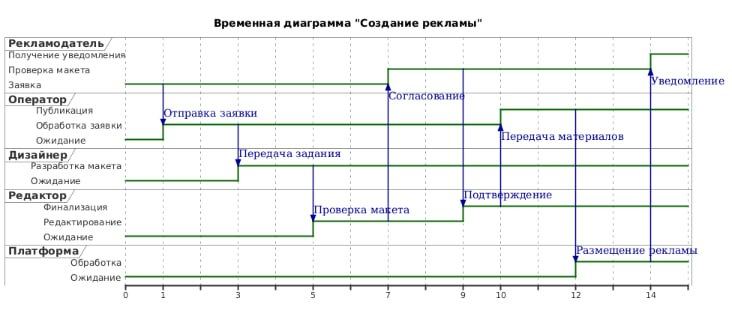 Временная диаграмма "Создание рекламы"
Рекламодатель
Получение уведомления
Проверка макета
Заявка
Уведомление
Согласование
Оператор
Публикация
Отправка заявки
Обработка заявки
Передача материалов
Ожидание
Дизайнер
Передача задания
Разработка макета
Ожидание
Редактор
Подтверждение
Финализация
Проверка макета
Редактирование
Ожидание
Платформа
Размещение рекламы
Обработка
Ожидание
0 1 3 5 7 9 10 12 14